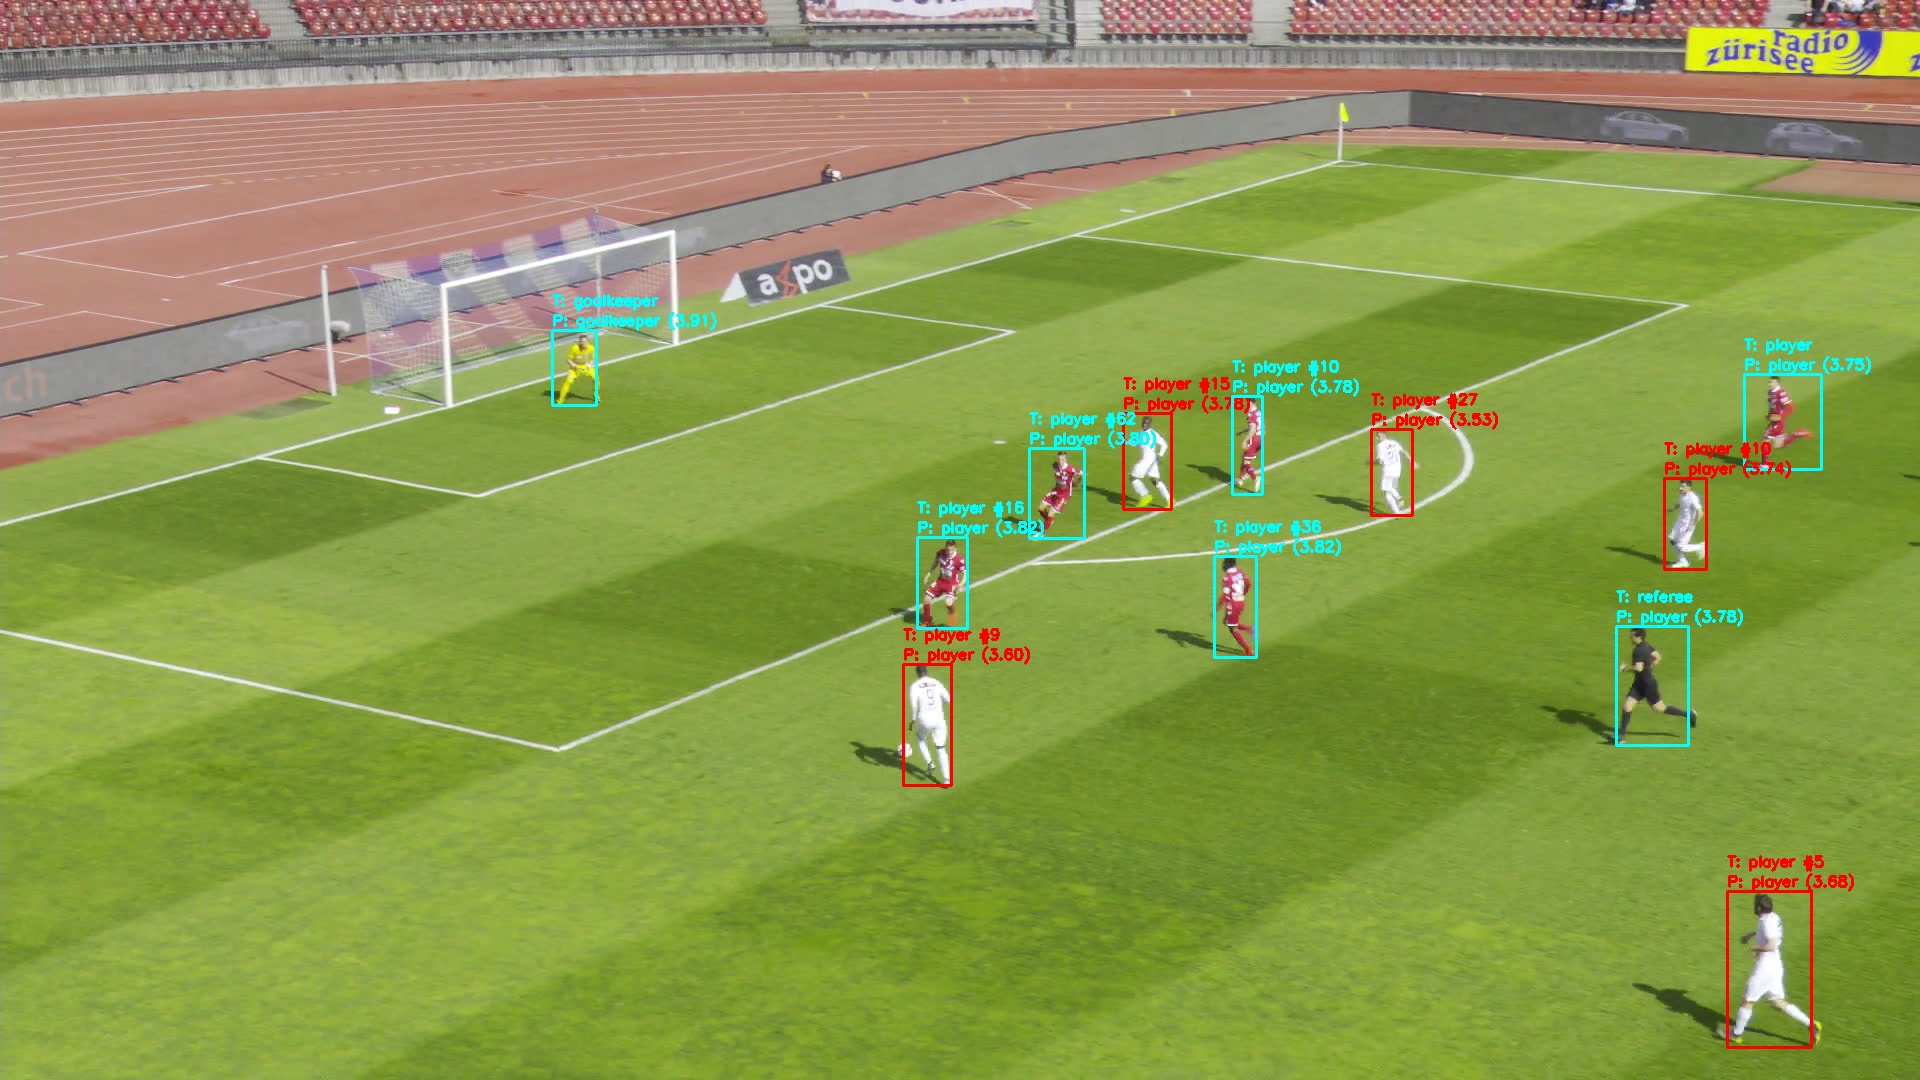 radio
zürisee
axpo
ch
T: goalkeeper
P: goalkeeper (3.91)
T: player
P: player (3.75)
T: player #10
P: player (3.78)
T: player #15
P: player (3.78)
T: player #27
P: player (3.53)
T: player #62
P: player (3.80)
T: player #10
P: player (3.74)
T: player #16
P: player (3.82)
T: player #36
P: player (3.82)
T: referee
P: player (3.78)
T: player #9
P: player (3.60)
9
T: player #5
P: player (3.68)